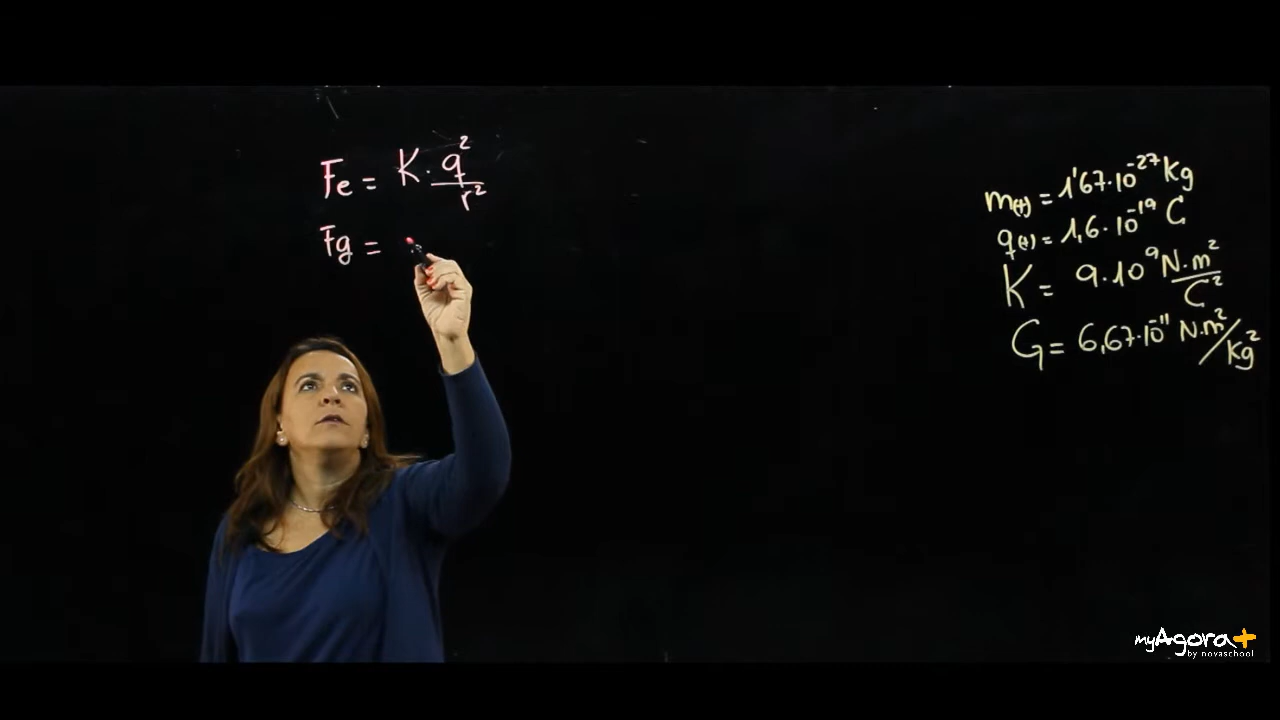 Fe = K · q² / r²
Fg =
m(+) = 1'67·10⁻²⁷ Kg
q(+) = 1,6·10⁻¹⁹ C
K = 9·10⁹ N·m² / C²
G = 6,67·10⁻¹¹ N·m²/Kg²
myAgora+
by novaschool